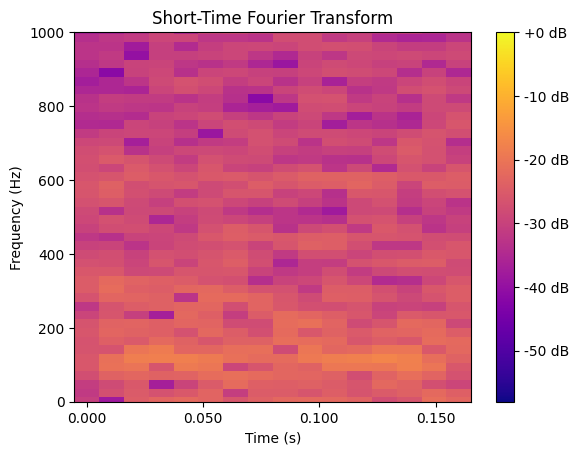 Short-Time Fourier Transform
1000
800
600
400
200
0
Frequency (Hz)
0.000
0.050
0.100
0.150
Time (s)
+0 dB
-10 dB
-20 dB
-30 dB
-40 dB
-50 dB